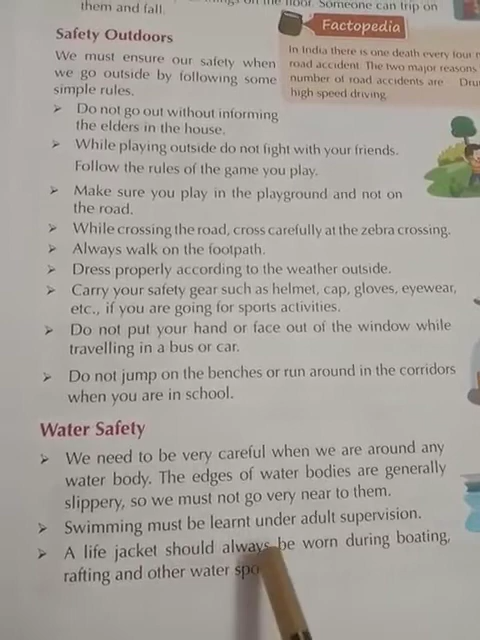 on the floor. Someone can trip on
them and fall.
Factopedia
In India there is one death every four
road accident. The two major reasons
number of road accidents are Dru
high speed driving.
Safety Outdoors
We must ensure our safety when
we go outside by following some
simple rules.
➢ Do not go out without informing
the elders in the house.
➢ While playing outside do not fight with your friends.
Follow the rules of the game you play.
➢ Make sure you play in the playground and not on
the road.
➢ While crossing the road, cross carefully at the zebra crossing.
➢ Always walk on the footpath.
➢ Dress properly according to the weather outside.
➢ Carry your safety gear such as helmet, cap, gloves, eyewear,
etc., if you are going for sports activities.
➢ Do not put your hand or face out of the window while
travelling in a bus or car.
➢ Do not jump on the benches or run around in the corridors
when you are in school.
Water Safety
➢ We need to be very careful when we are around any
water body. The edges of water bodies are generally
slippery, so we must not go very near to them.
➢ Swimming must be learnt under adult supervision.
➢ A life jacket should always be worn during boating,
rafting and other water spo